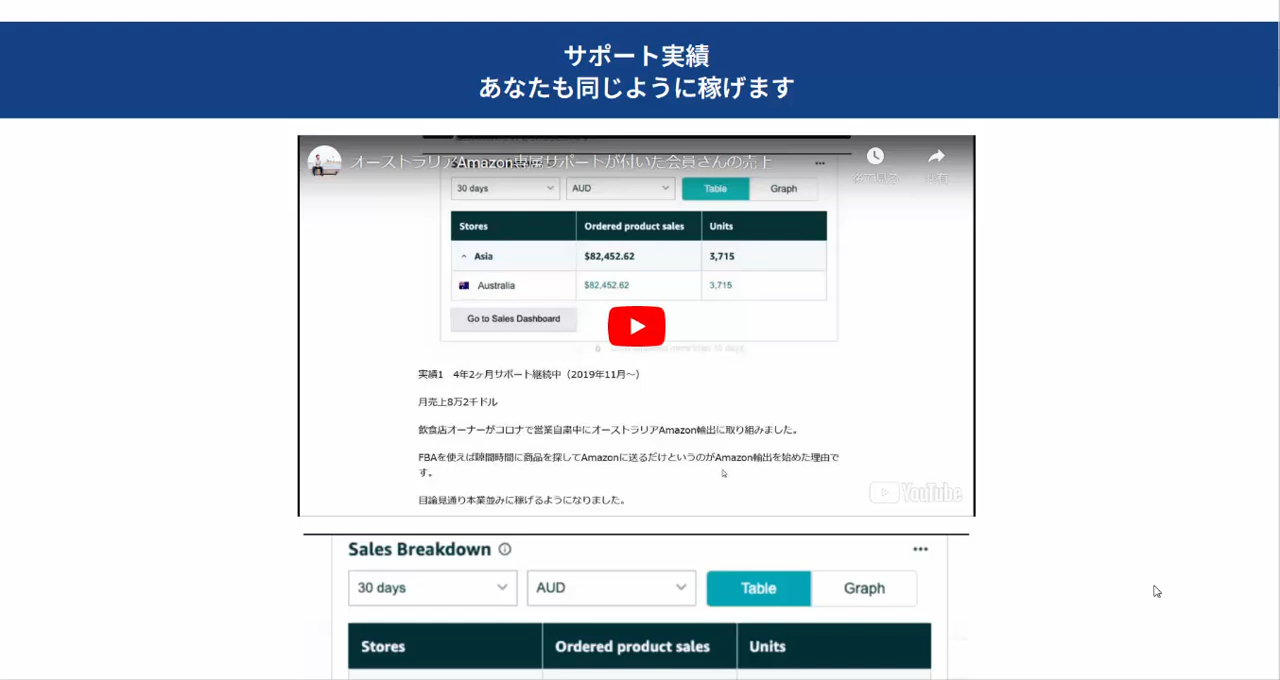 サポート実績
あなたも同じように稼げます
オーストラリアAmazon専属サポートが付いた会員さんの売上
後で見る 共有
30 days AUD Table Graph
Stores Ordered product sales Units
Asia $82,452.62 3,715
Australia $82,452.62 3,715
Go to Sales Dashboard
実績1 4年2ヶ月サポート継続中（2019年11月～）
月売上8万2千ドル
飲食店オーナーがコロナで営業自粛中にオーストラリアAmazon輸出に取り組みました。
FBAを使えば隙間時間に商品を探してAmazonに送るだけというのがAmazon輸出を始めた理由で
す。
目論見通り本業並みに稼げるようになりました。
YouTube
Sales Breakdown
30 days AUD Table Graph
Stores Ordered product sales Units